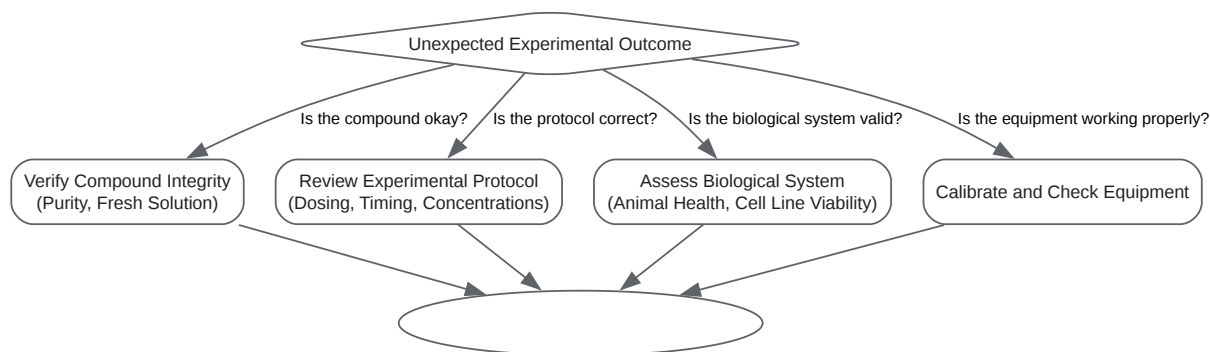 Unexpected Experimental Outcome
Is the compound okay?
Is the protocol correct?
Is the biological system valid?
Is the equipment working properly?
Verify Compound Integrity
(Purity, Fresh Solution)
Review Experimental Protocol
(Dosing, Timing, Concentrations)
Assess Biological System
(Animal Health, Cell Line Viability)
Calibrate and Check Equipment